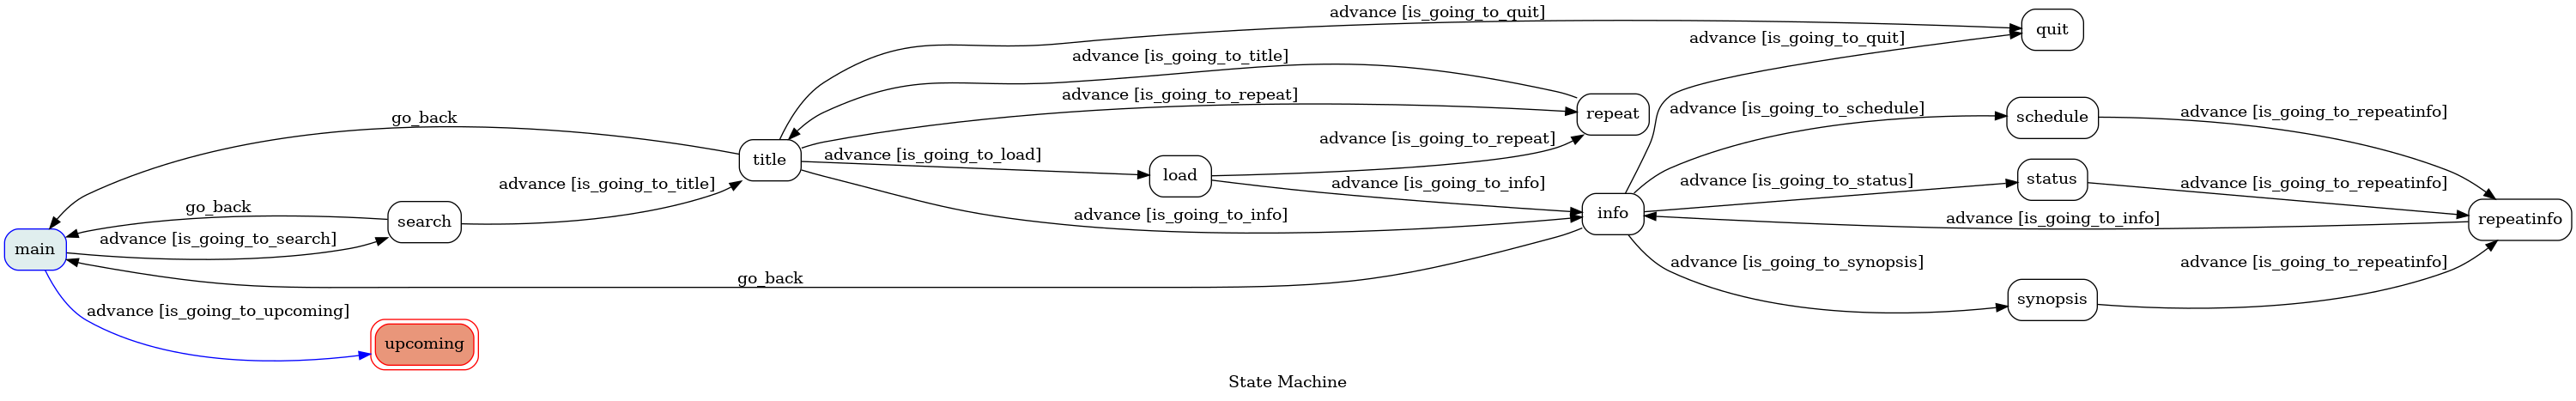 advance [is_going_to_quit]
quit
advance [is_going_to_quit]
advance [is_going_to_title]
advance [is_going_to_repeat]
repeat
advance [is_going_to_schedule]
schedule
advance [is_going_to_repeatinfo]
go_back
advance [is_going_to_repeat]
title
advance [is_going_to_load]
load
advance [is_going_to_info]
advance [is_going_to_status]
status
advance [is_going_to_repeatinfo]
advance [is_going_to_title]
go_back
search
advance [is_going_to_info]
info
advance [is_going_to_info]
repeatinfo
main
advance [is_going_to_search]
advance [is_going_to_synopsis]
advance [is_going_to_repeatinfo]
go_back
synopsis
advance [is_going_to_upcoming]
upcoming
State Machine